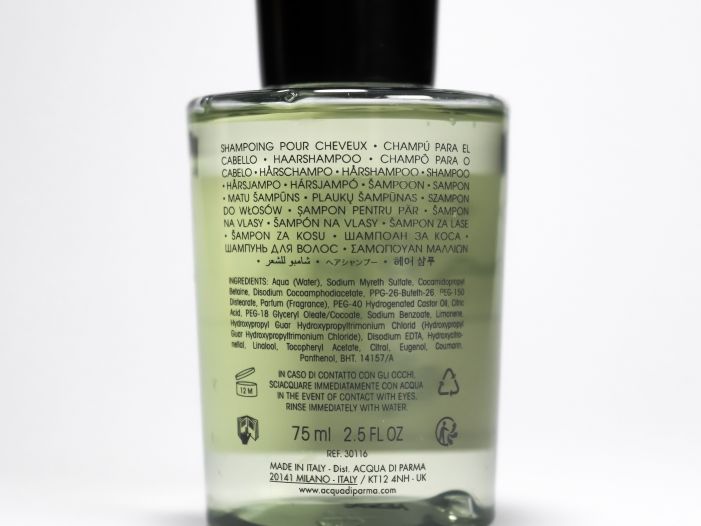 SHAMPOING POUR CHEVEUX • CHAMPÚ PARA EL
CABELLO • HAARSHAMPOO • CHAMPÔ PARA O
CABELO • HÅRSCHAMPO • HÅRSHAMPOO • SHAMPOO
• HÅRSJAMPO • HÁRSJAMPÓ • ŠAMPOON • SAMPON
• MATU ŠAMPŪNS • PLAUKŲ ŠAMPŪNAS • SZAMPON
DO WŁOSÓW • ŞAMPON PENTRU PĂR • ŠAMPON
NA VLASY • ŠAMPÓN NA VLASY • ŠAMPON ZA LASE
• ŠAMPON ZA KOSU • ШАМПОАН ЗА КОСА •
ШАМПУНЬ ДЛЯ ВОЛОС • ΣΑΜΠΟΥΑΝ ΜΑΛΛΙΩΝ
• شامبو للشعر • ヘアシャンプー • 헤어 샴푸
INGREDIENTS: Aqua (Water), Sodium Myreth Sulfate, Cocamidopropyl
Betaine, Disodium Cocoamphodiacetate, PPG-26-Buteth-26, PEG-150
Distearate, Parfum (Fragrance), PEG-40 Hydrogenated Castor Oil, Citric
Acid, PEG-18 Glyceryl Oleate/Cocoate, Sodium Benzoate, Limonene,
Hydroxypropyl Guar Hydroxypropyltrimonium Chlorid (Hydroxypropyl
Guar Hydroxypropyltrimonium Chloride), Disodium EDTA, Hydroxycitro-
nellal, Linalool, Tocopheryl Acetate, Citral, Eugenol, Coumarin,
Panthenol, BHT. 14157/A
IN CASO DI CONTATTO CON GLI OCCHI,
SCIACQUARE IMMEDIATAMENTE CON ACQUA
IN THE EVENT OF CONTACT WITH EYES,
RINSE IMMEDIATELY WITH WATER.
12 M
75 ml 2.5 FL OZ
REF. 30116
MADE IN ITALY - Dist. ACQUA DI PARMA
20141 MILANO - ITALY / KT12 4NH - UK
www.acquadiparma.com